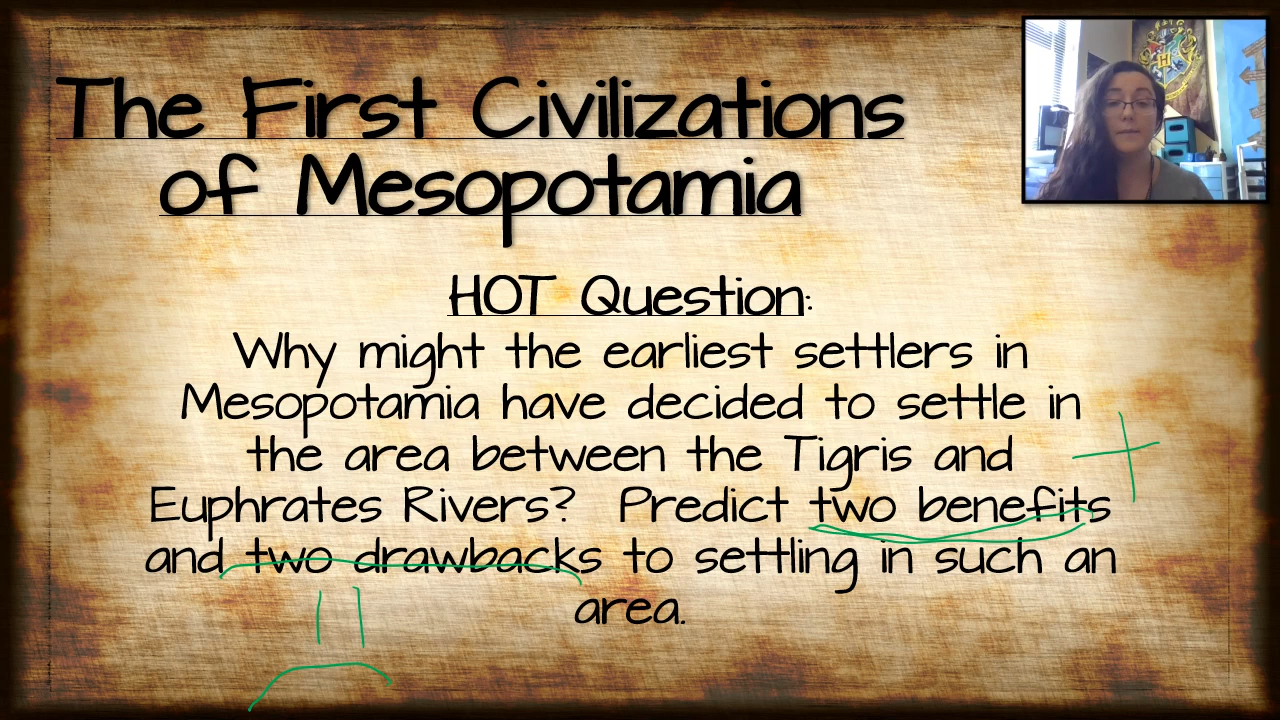 The First Civilizations
of Mesopotamia
HOT Question:
Why might the earliest settlers in
Mesopotamia have decided to settle in
the area between the Tigris and
Euphrates Rivers? Predict two benefits
and two drawbacks to settling in such an
area.